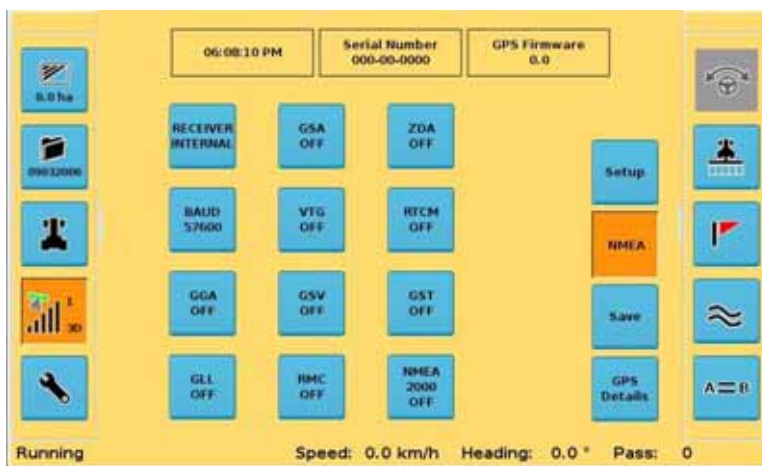 06:08:10 PM
Serial Number
000-00-0000
GPS Firmware
0.0
0.0 ha
RECEIVER
INTERNAL
GSA
OFF
ZDA
OFF
Setup
09032006
BAUD
57600
VTG
OFF
RTCM
OFF
NMEA
GGA
OFF
GSV
OFF
GST
OFF
Save
1
3D
GLL
OFF
RMC
OFF
NMEA
2000
OFF
GPS
Details
A=B
Running Speed: 0.0 km/h Heading: 0.0 ° Pass: 0